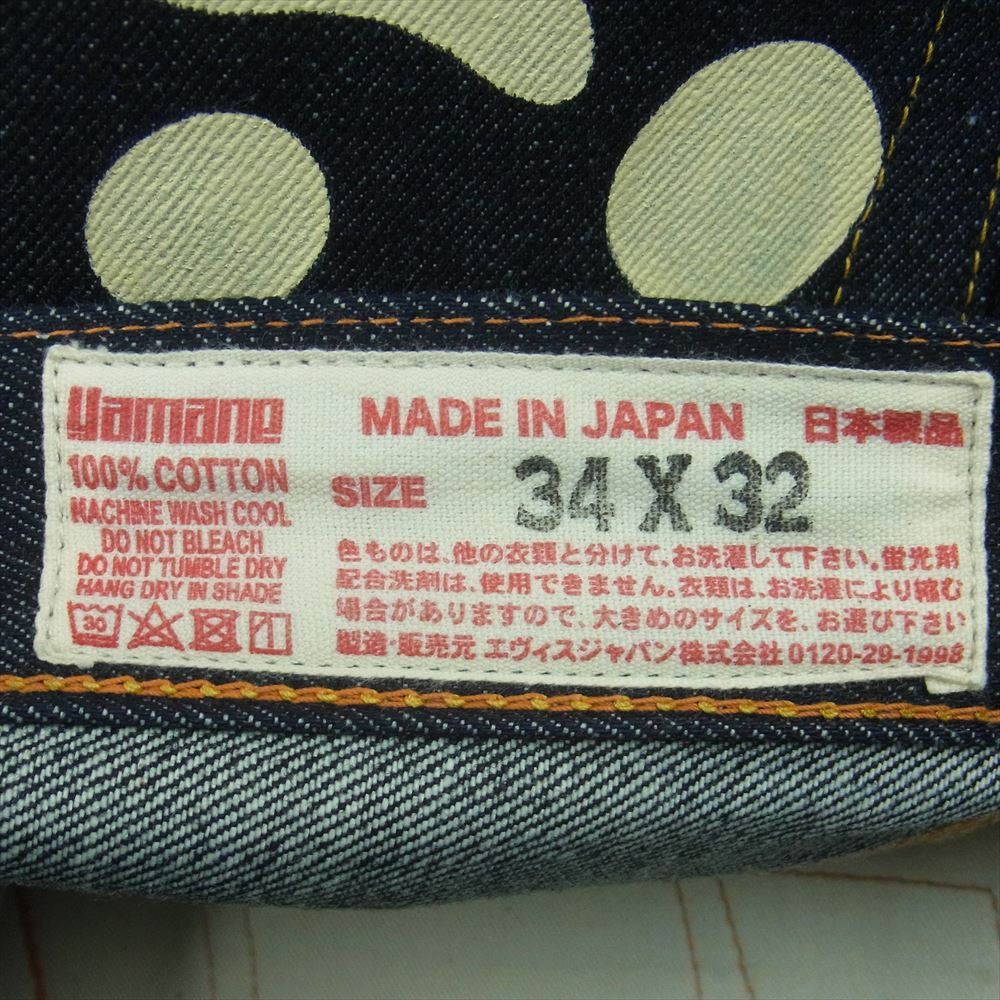 yamane
100% COTTON
MACHINE WASH COOL
DO NOT BLEACH
DO NOT TUMBLE DRY
HANG DRY IN SHADE
30
MADE IN JAPAN 日本製品
SIZE 34 X 32
色ものは、他の衣類と分けて、お洗濯して下さい。蛍光剤
配合洗剤は、使用できません。衣類は、お洗濯により縮む
場合がありますので、大きめのサイズを、お選び下さい
製造・販売元 エヴィスジャパン株式会社 0120-29-1998